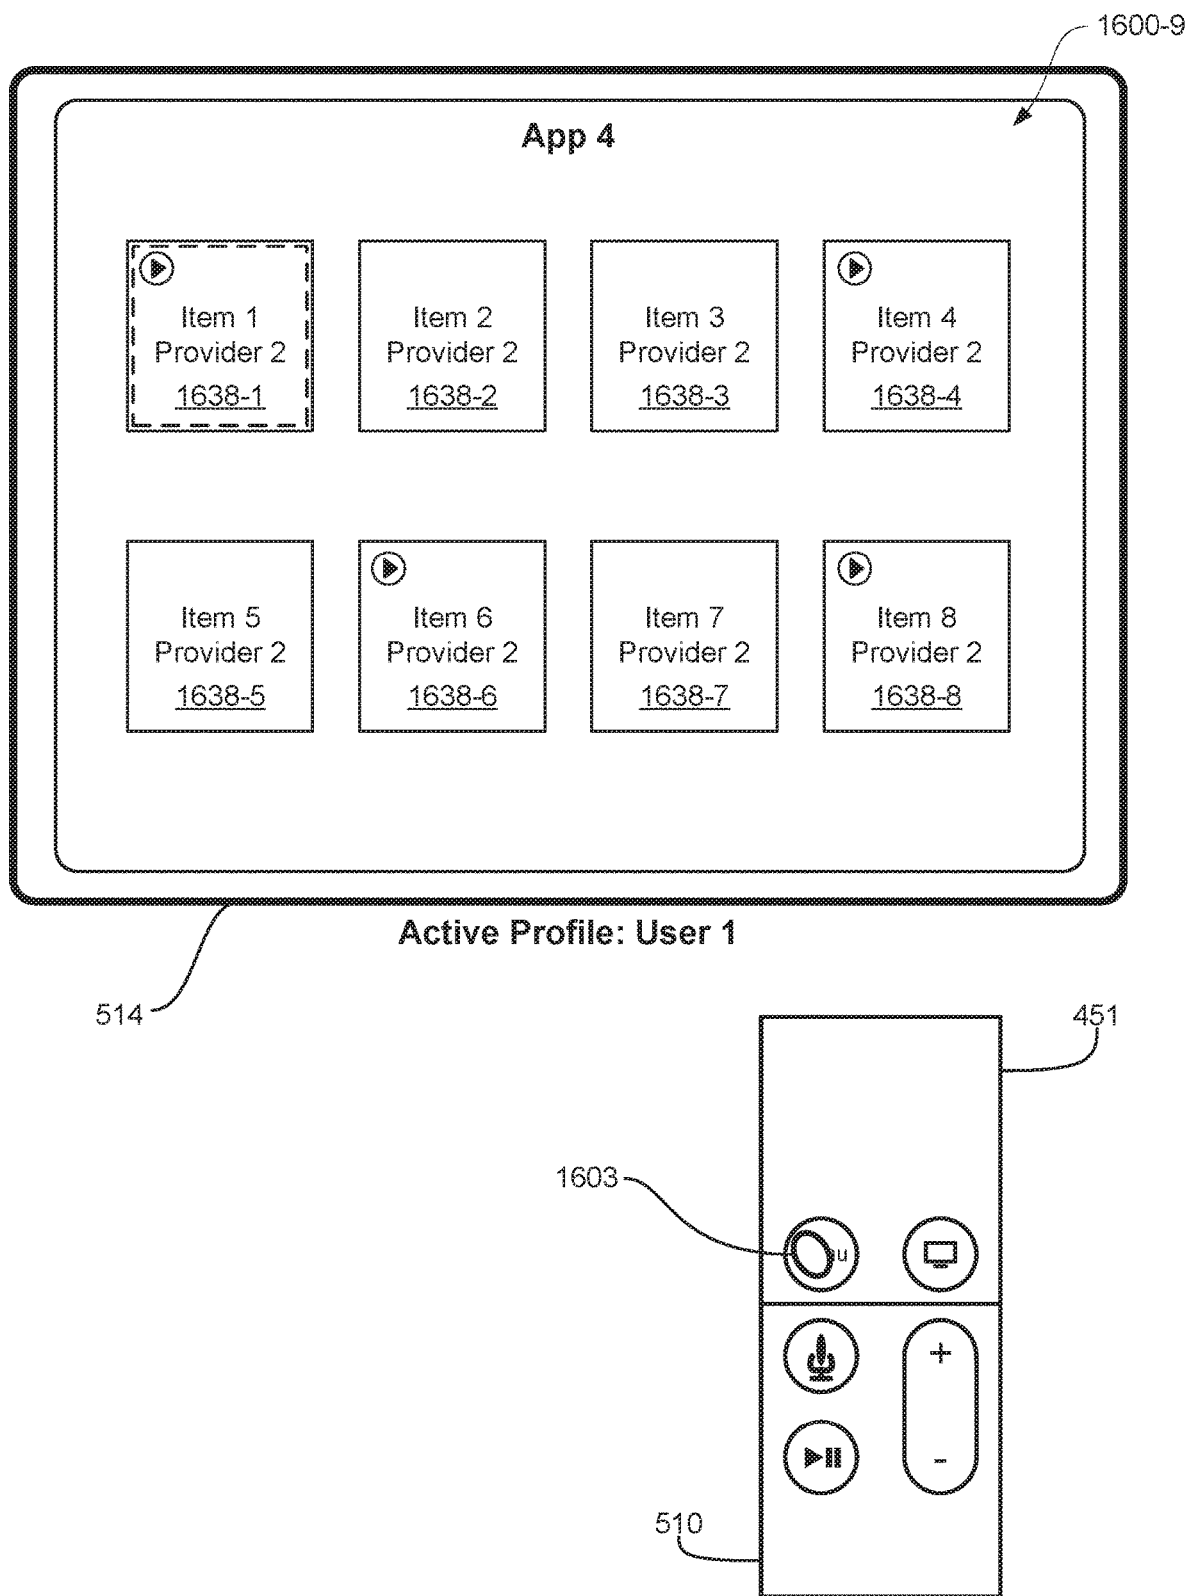 1600-9
App 4
Item 1 Item 2 Item 3 Item 4
Provider 2 Provider 2 Provider 2 Provider 2
1638-1 1638-2 1638-3 1638-4
Item 5 Item 6 Item 7 Item 8
Provider 2 Provider 2 Provider 2 Provider 2
1638-5 1638-6 1638-7 1638-8
Active Profile: User 1
514
451
1603
nu
+
-
510